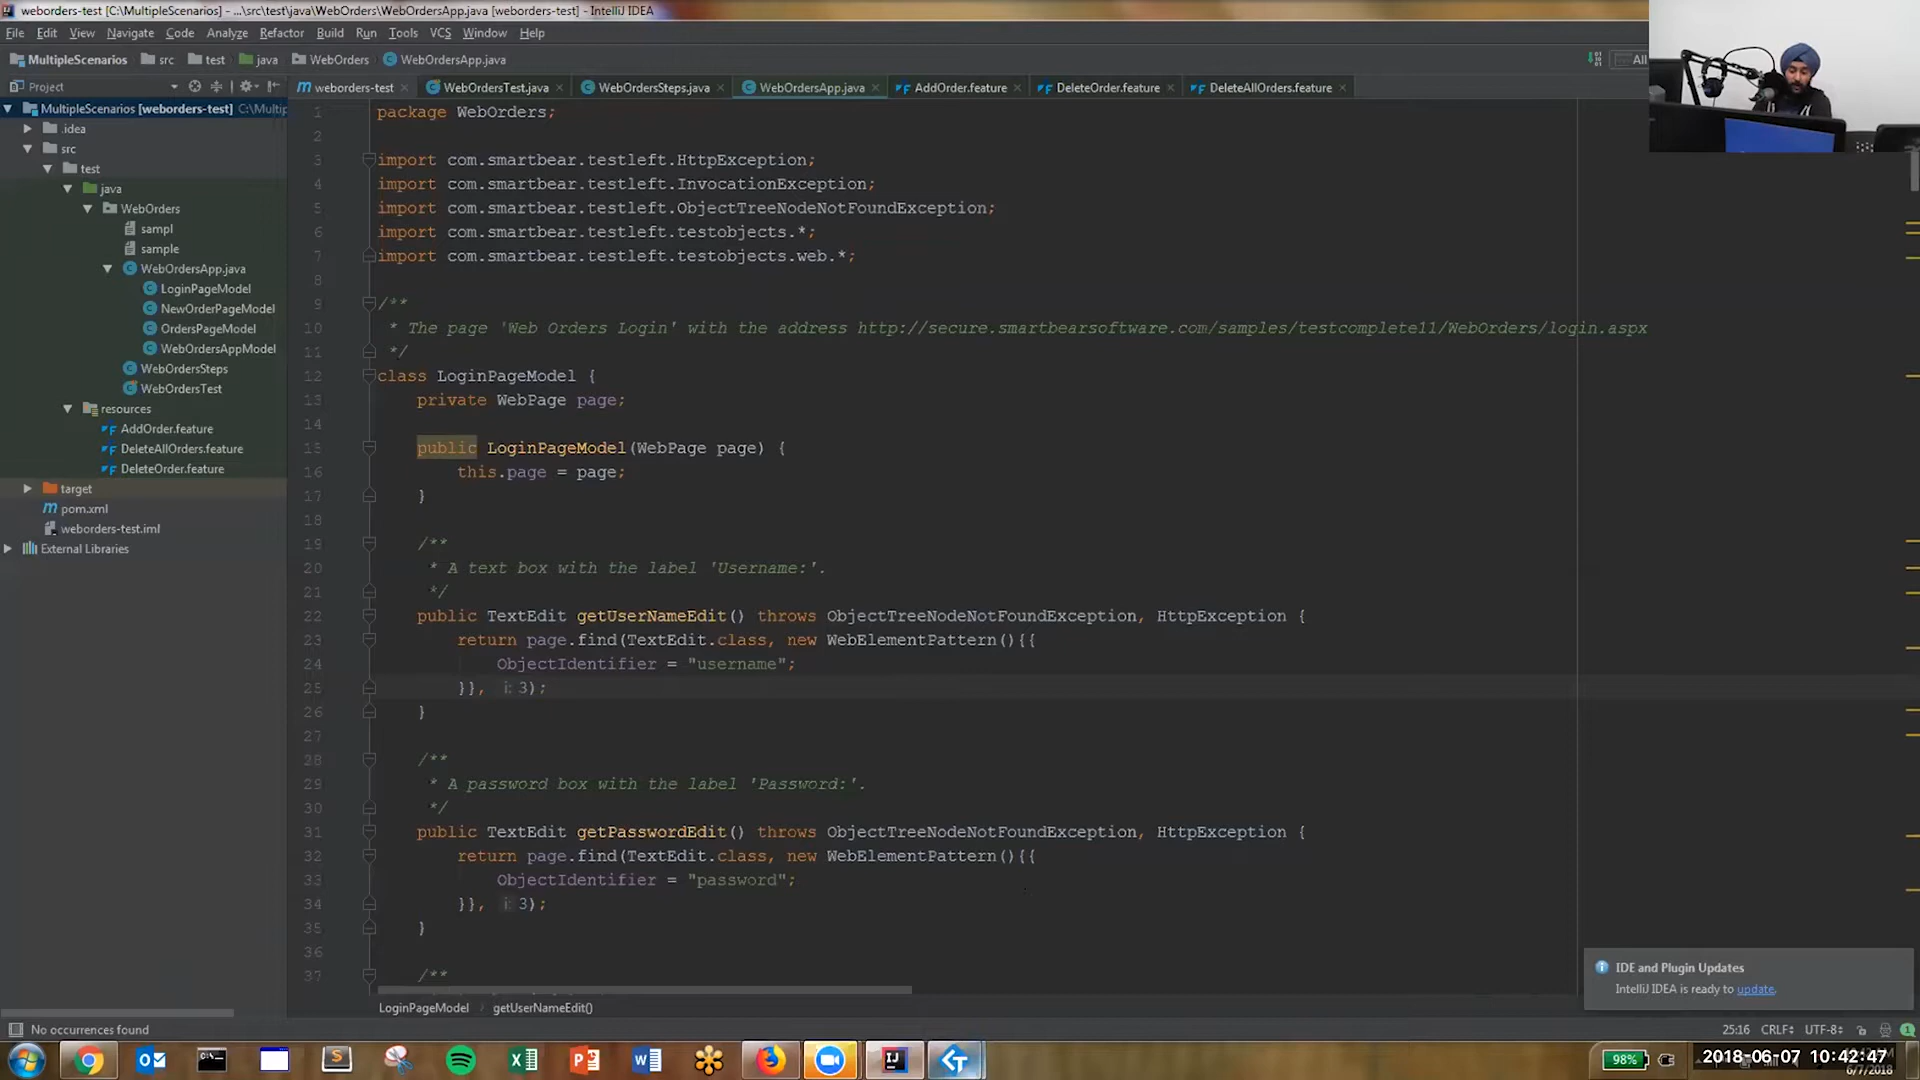 weborders-test [C:\MultipleScenarios] - ...\src\test\java\WebOrders\WebOrdersApp.java [weborders-test] - IntelliJ IDEA
File Edit View Navigate Code Analyze Refactor Build Run Tools VCS Window Help
MultipleScenarios src test java WebOrders WebOrdersApp.java All
Project weborders-test WebOrdersTest.java WebOrdersSteps.java WebOrdersApp.java AddOrder.feature DeleteOrder.feature DeleteAllOrders.feature
MultipleScenarios [weborders-test] C:\Multip
.idea
src
test
java
WebOrders
sampl
sample
WebOrdersApp.java
LoginPageModel
NewOrderPageModel
OrdersPageModel
WebOrdersAppModel
WebOrdersSteps
WebOrdersTest
resources
AddOrder.feature
DeleteAllOrders.feature
DeleteOrder.feature
target
pom.xml
weborders-test.iml
External Libraries
1 package WebOrders;
2
3 import com.smartbear.testleft.HttpException;
4 import com.smartbear.testleft.InvocationException;
5 import com.smartbear.testleft.ObjectTreeNodeNotFoundException;
6 import com.smartbear.testleft.testobjects.*;
7 import com.smartbear.testleft.testobjects.web.*;
8
9 /**
10 * The page 'Web Orders Login' with the address http://secure.smartbearsoftware.com/samples/testcomplete11/WebOrders/login.aspx
11 */
12 class LoginPageModel {
13 private WebPage page;
14
15 public LoginPageModel(WebPage page) {
16 this.page = page;
17 }
18
19 /**
20 * A text box with the label 'Username:'.
21 */
22 public TextEdit getUserNameEdit() throws ObjectTreeNodeNotFoundException, HttpException {
23 return page.find(TextEdit.class, new WebElementPattern(){{
24 ObjectIdentifier = "username";
25 }}, i: 3);
26 }
27
28 /**
29 * A password box with the label 'Password:'.
30 */
31 public TextEdit getPasswordEdit() throws ObjectTreeNodeNotFoundException, HttpException {
32 return page.find(TextEdit.class, new WebElementPattern(){{
33 ObjectIdentifier = "password";
34 }}, i: 3);
35 }
36
37 /**
IDE and Plugin Updates
IntelliJ IDEA is ready to update.
LoginPageModel getUserNameEdit()
No occurrences found 25:16 CRLF UTF-8 1
98% 2018-06-07 10:42:47
6/7/2018